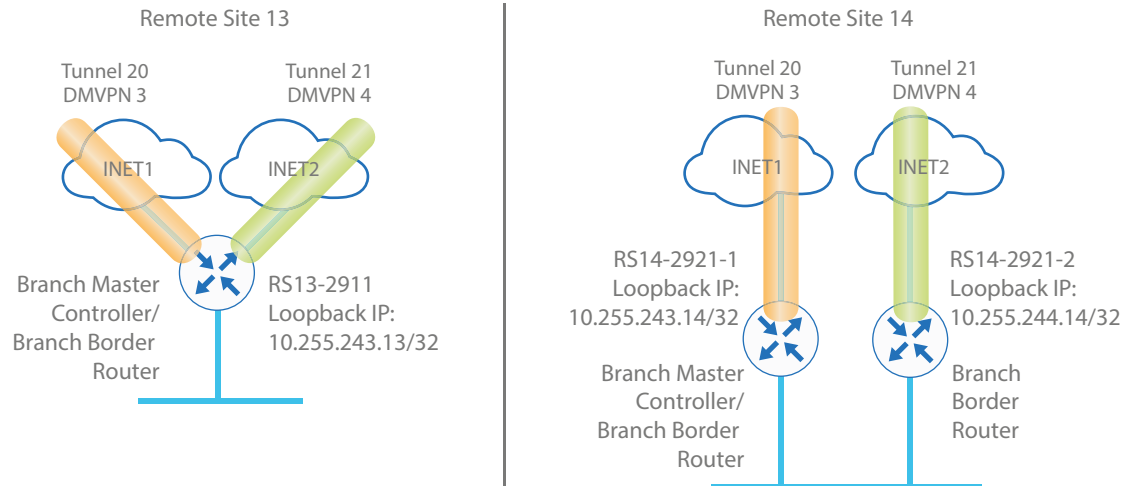 Remote Site 13
Tunnel 20
DMVPN 3
Tunnel 21
DMVPN 4
INET1
INET2
Branch Master
Controller/
Branch Border
Router
RS13-2911
Loopback IP:
10.255.243.13/32
Remote Site 14
Tunnel 20
DMVPN 3
Tunnel 21
DMVPN 4
INET1
INET2
RS14-2921-1
Loopback IP:
10.255.243.14/32
RS14-2921-2
Loopback IP:
10.255.244.14/32
Branch Master
Controller/
Branch Border
Router
Branch
Border
Router